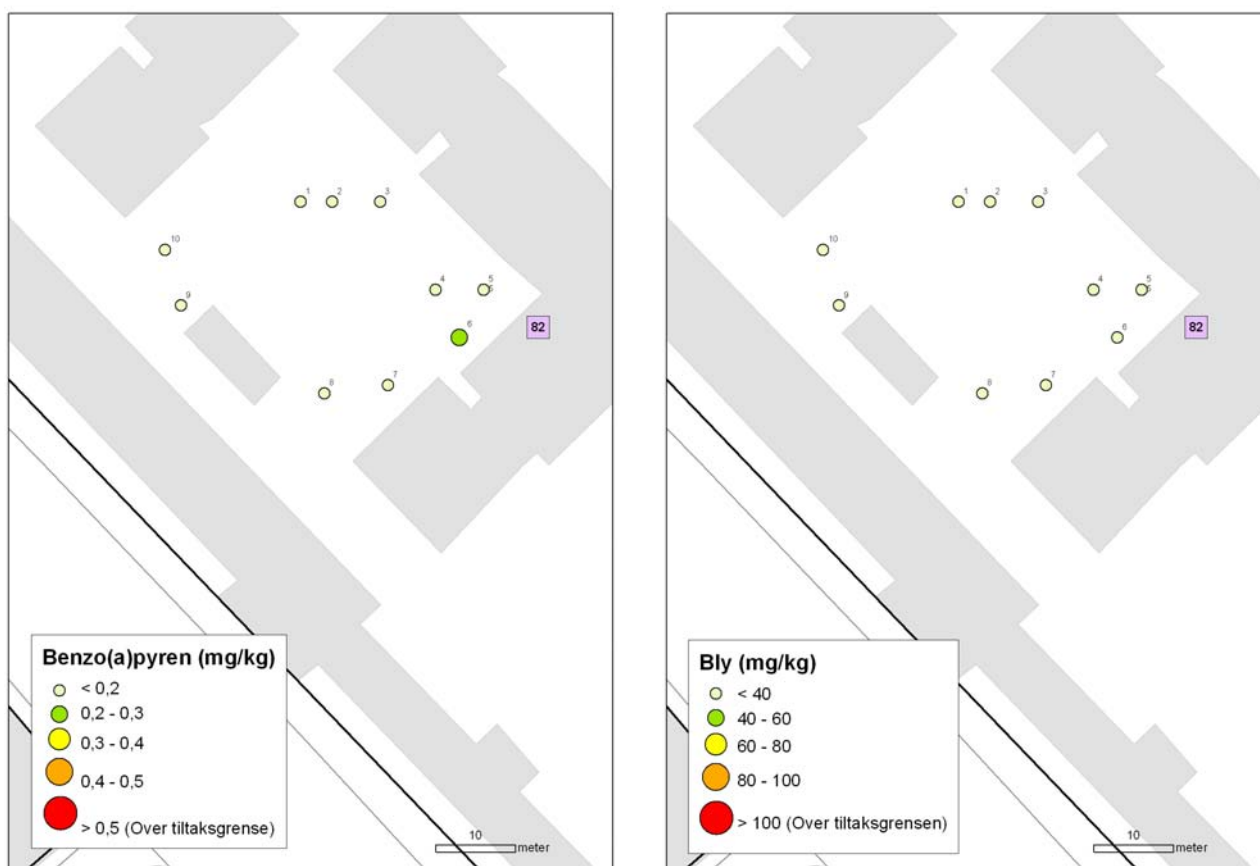 1 2 3
10
4 5
5
9
6
82
7
8
Benzo(a)pyren (mg/kg)
< 0,2
0,2 - 0,3
0,3 - 0,4
0,4 - 0,5
> 0,5 (Over tiltaksgrense)
10
meter
1 2 3
10
4 5
5
9
6
82
7
8
Bly (mg/kg)
< 40
40 - 60
60 - 80
80 - 100
> 100 (Over tiltaksgrensen)
10
meter